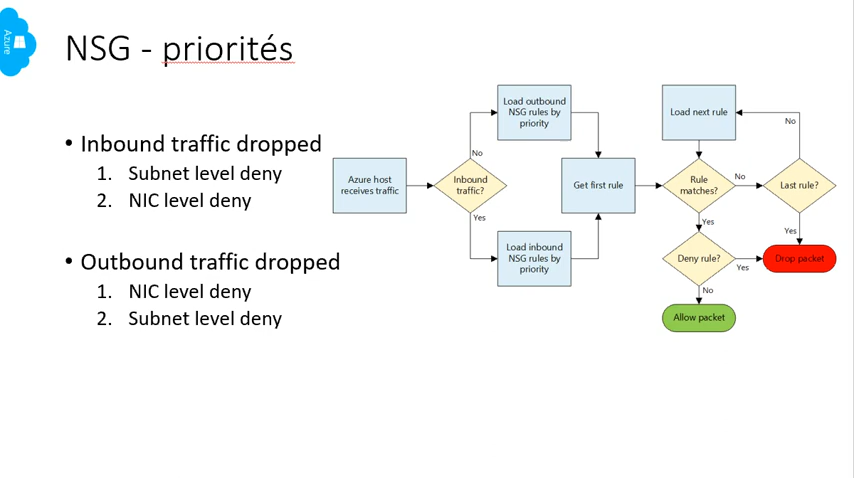 Azure
NSG - priorités
• Inbound traffic dropped
1. Subnet level deny
2. NIC level deny
• Outbound traffic dropped
1. NIC level deny
2. Subnet level deny
Azure host
receives traffic
Inbound
traffic?
No
Yes
Load outbound
NSG rules by
priority
Load inbound
NSG rules by
priority
Get first rule
Load next rule
Rule
matches?
No
Yes
Last rule?
No
Yes
Deny rule?
Yes
No
Drop packet
Allow packet